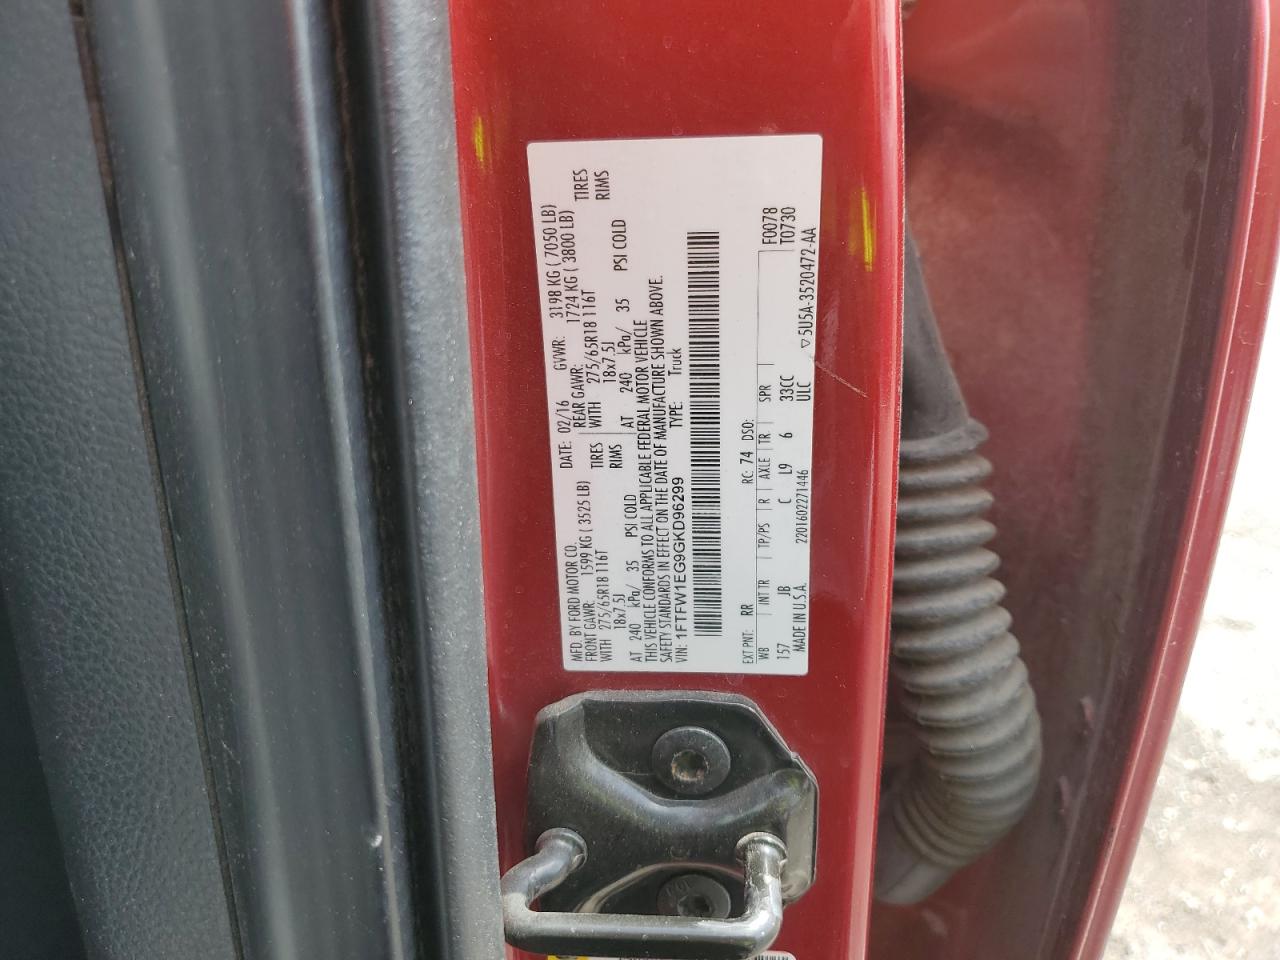 MFD. BY FORD MOTOR CO. DATE: 02/16 GVWR: 3198 KG ( 7050 LB)
FRONT GAWR: 1599 KG ( 3525 LB) REAR GAWR: 1724 KG ( 3800 LB)
WITH 275/65R18 116T TIRES WITH 275/65R18 116T TIRES
18x7.5J RIMS 18x7.5J RIMS
AT 240 kPa/ 35 PSI COLD AT 240 kPa/ 35 PSI COLD
THIS VEHICLE CONFORMS TO ALL APPLICABLE FEDERAL MOTOR VEHICLE
SAFETY STANDARDS IN EFFECT ON THE DATE OF MANUFACTURE SHOWN ABOVE.
VIN: 1FTFW1EG9GKD96299 TYPE: Truck
EXT PNT: RR RC: 74 DSO: F0078
WB INT TR TP/PS R AXLE TR SPR T0730
157 JB C L9 6 33CC
MADE IN U.S.A. 2201602271446 ULC ▽5U5A-3520472-AA